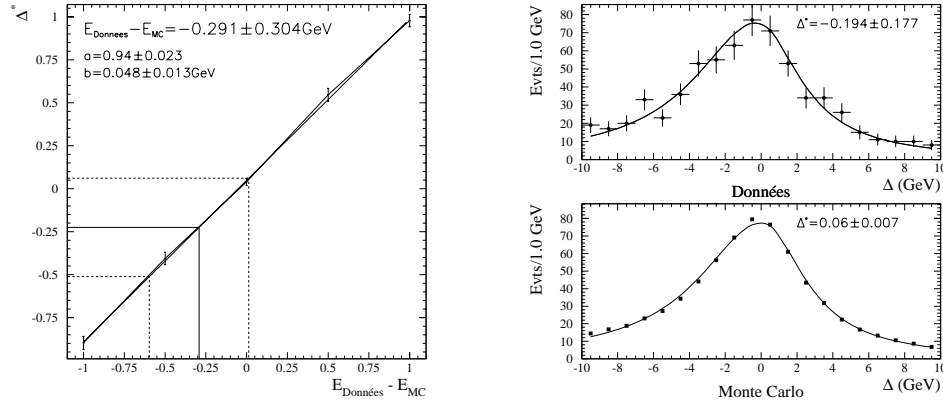 Δ*
1
0.75
0.5
0.25
0
-0.25
-0.5
-0.75
E_Donnees−E_MC=−0.291±0.304GeV
a=0.94±0.023
b=0.048±0.013GeV
-1 -0.75 -0.5 -0.25 0 0.25 0.5 0.75 1
E_Données - E_MC
Evts/1.0 GeV
80
70
60
50
40
30
20
10
0
Δ*=−0.194±0.177
-10 -8 -6 -4 -2 0 2 4 6 8 10
Données
Δ (GeV)
Evts/1.0 GeV
80
70
60
50
40
30
20
10
0
Δ*=0.06±0.007
-10 -8 -6 -4 -2 0 2 4 6 8 10
Monte Carlo
Δ (GeV)